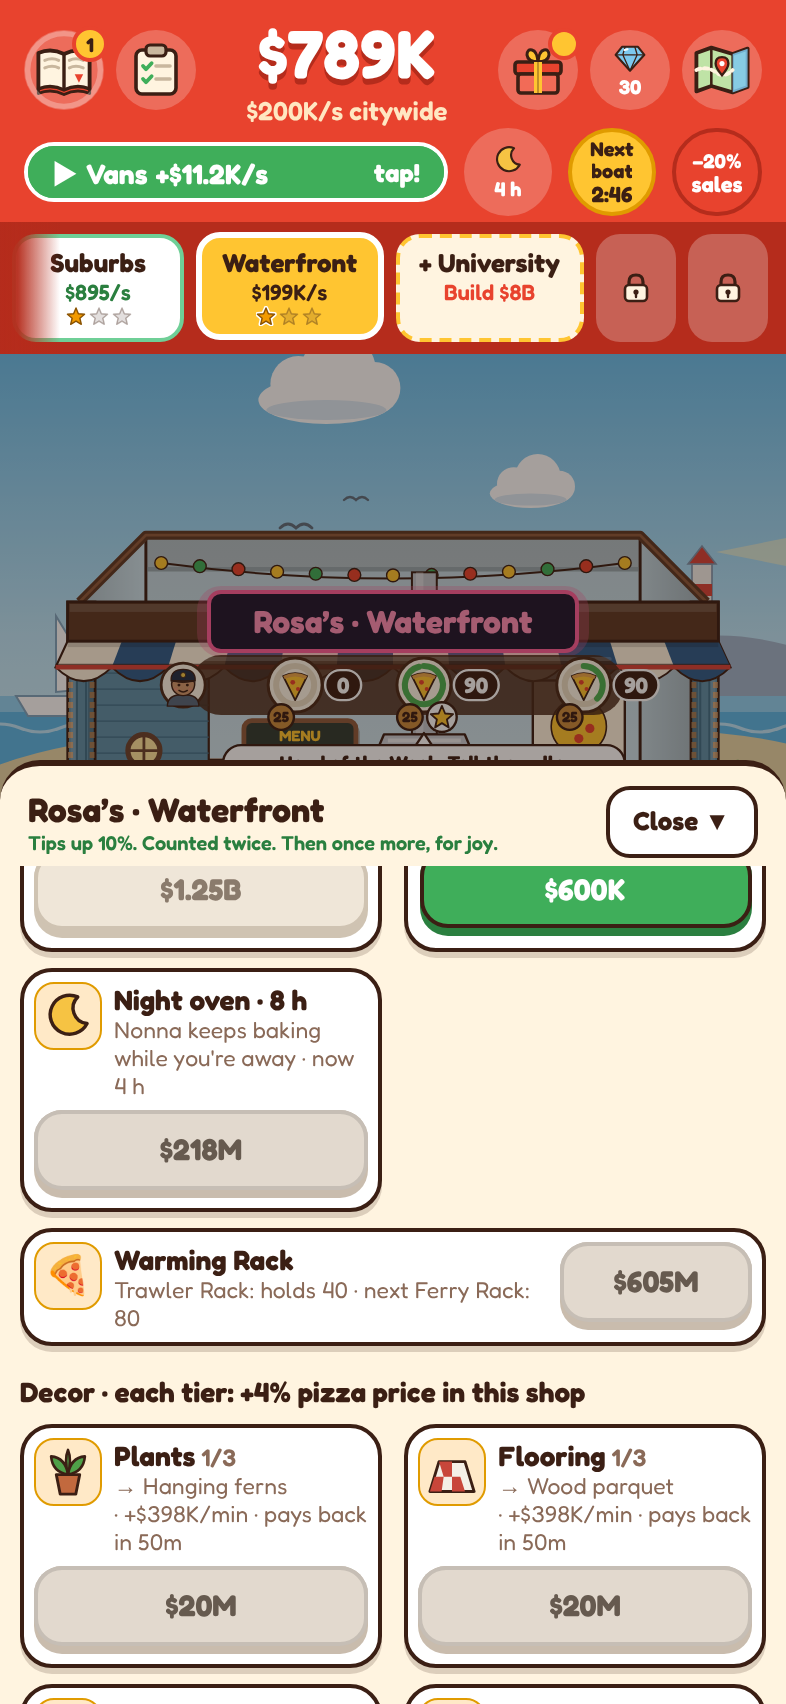 1
$789K
$200K/s citywide
30
▶ Vans +$11.2K/s
tap!
4 h
Next
boat
2:46
−20%
sales
Suburbs
$895/s
Waterfront
$199K/s
+ University
Build $8B
Rosa's · Waterfront
0
90
90
25
25
25
MENU
Rosa's · Waterfront
Tips up 10%. Counted twice. Then once more, for joy.
Close ▼
$1.25B
$600K
Night oven · 8 h
Nonna keeps baking
while you're away · now
4 h
$218M
Warming Rack
Trawler Rack: holds 40 · next Ferry Rack:
80
$605M
Decor · each tier: +4% pizza price in this shop
Plants 1/3
→ Hanging ferns
· +$398K/min · pays back
in 50m
$20M
Flooring 1/3
→ Wood parquet
· +$398K/min · pays back
in 50m
$20M